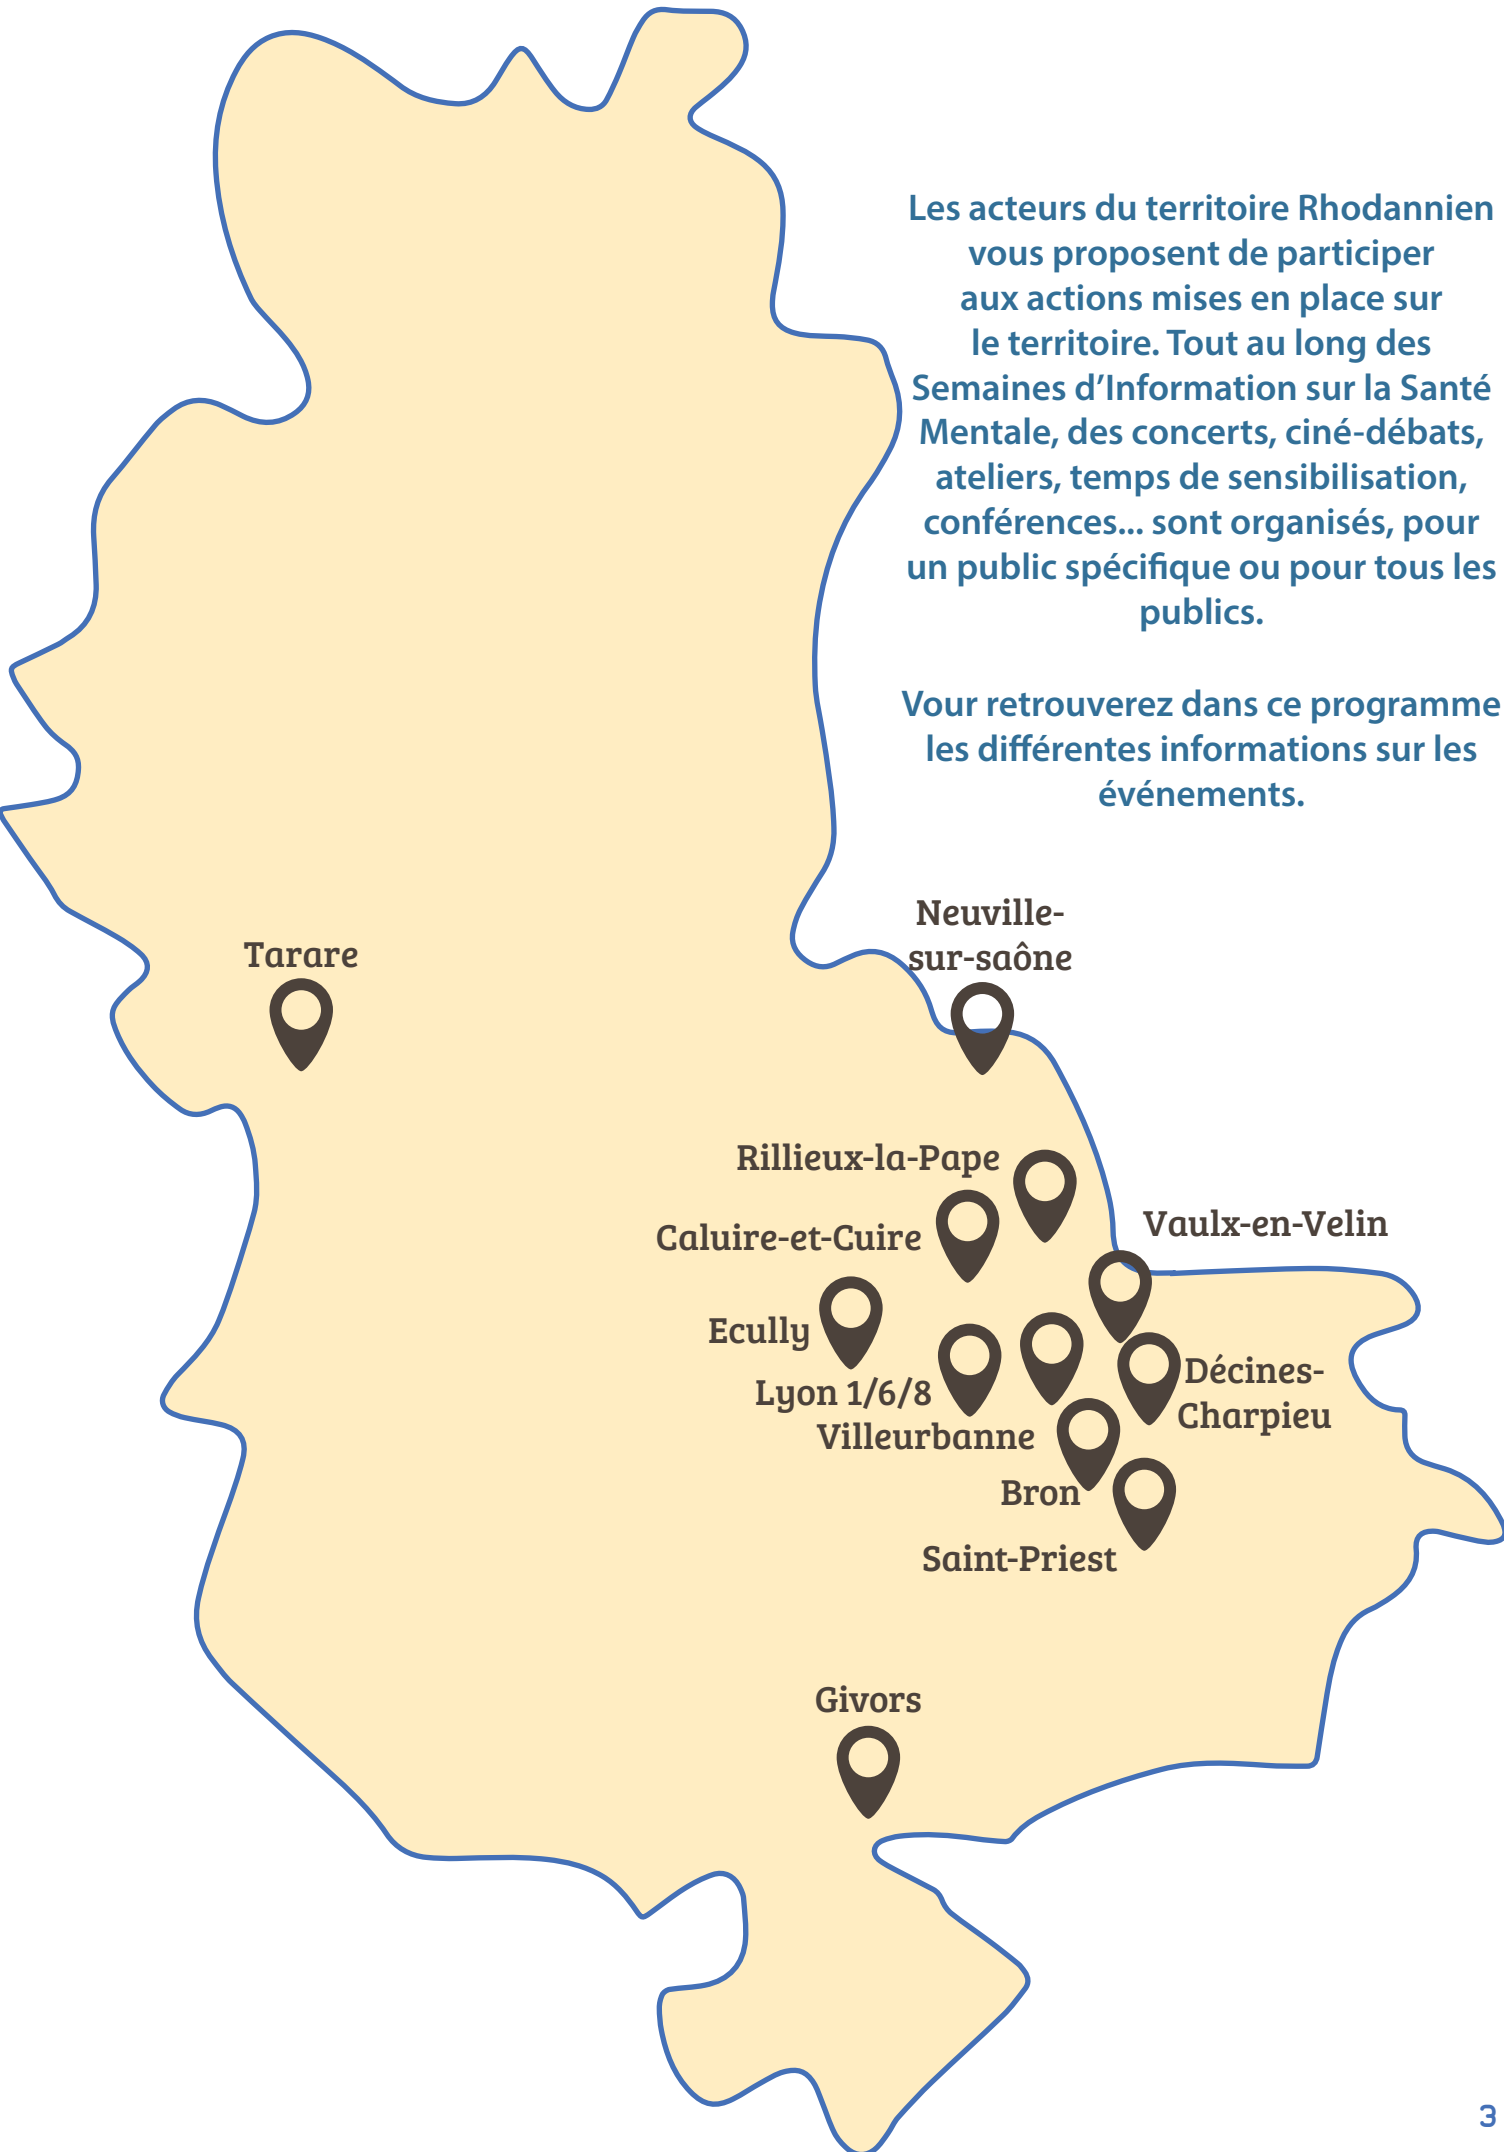 Les acteurs du territoire Rhodannien
vous proposent de participer
aux actions mises en place sur
le territoire. Tout au long des
Semaines d’Information sur la Santé
Mentale, des concerts, ciné-débats,
ateliers, temps de sensibilisation,
conférences... sont organisés, pour
un public spécifique ou pour tous les
publics.
Vour retrouverez dans ce programme
les différentes informations sur les
événements.
Neuville-
sur-saône
Tarare
Rillieux-la-Pape
Vaulx-en-Velin
Caluire-et-Cuire
Ecully
Décines-
Charpieu
Lyon 1/6/8
Villeurbanne
Bron
Saint-Priest
Givors
3